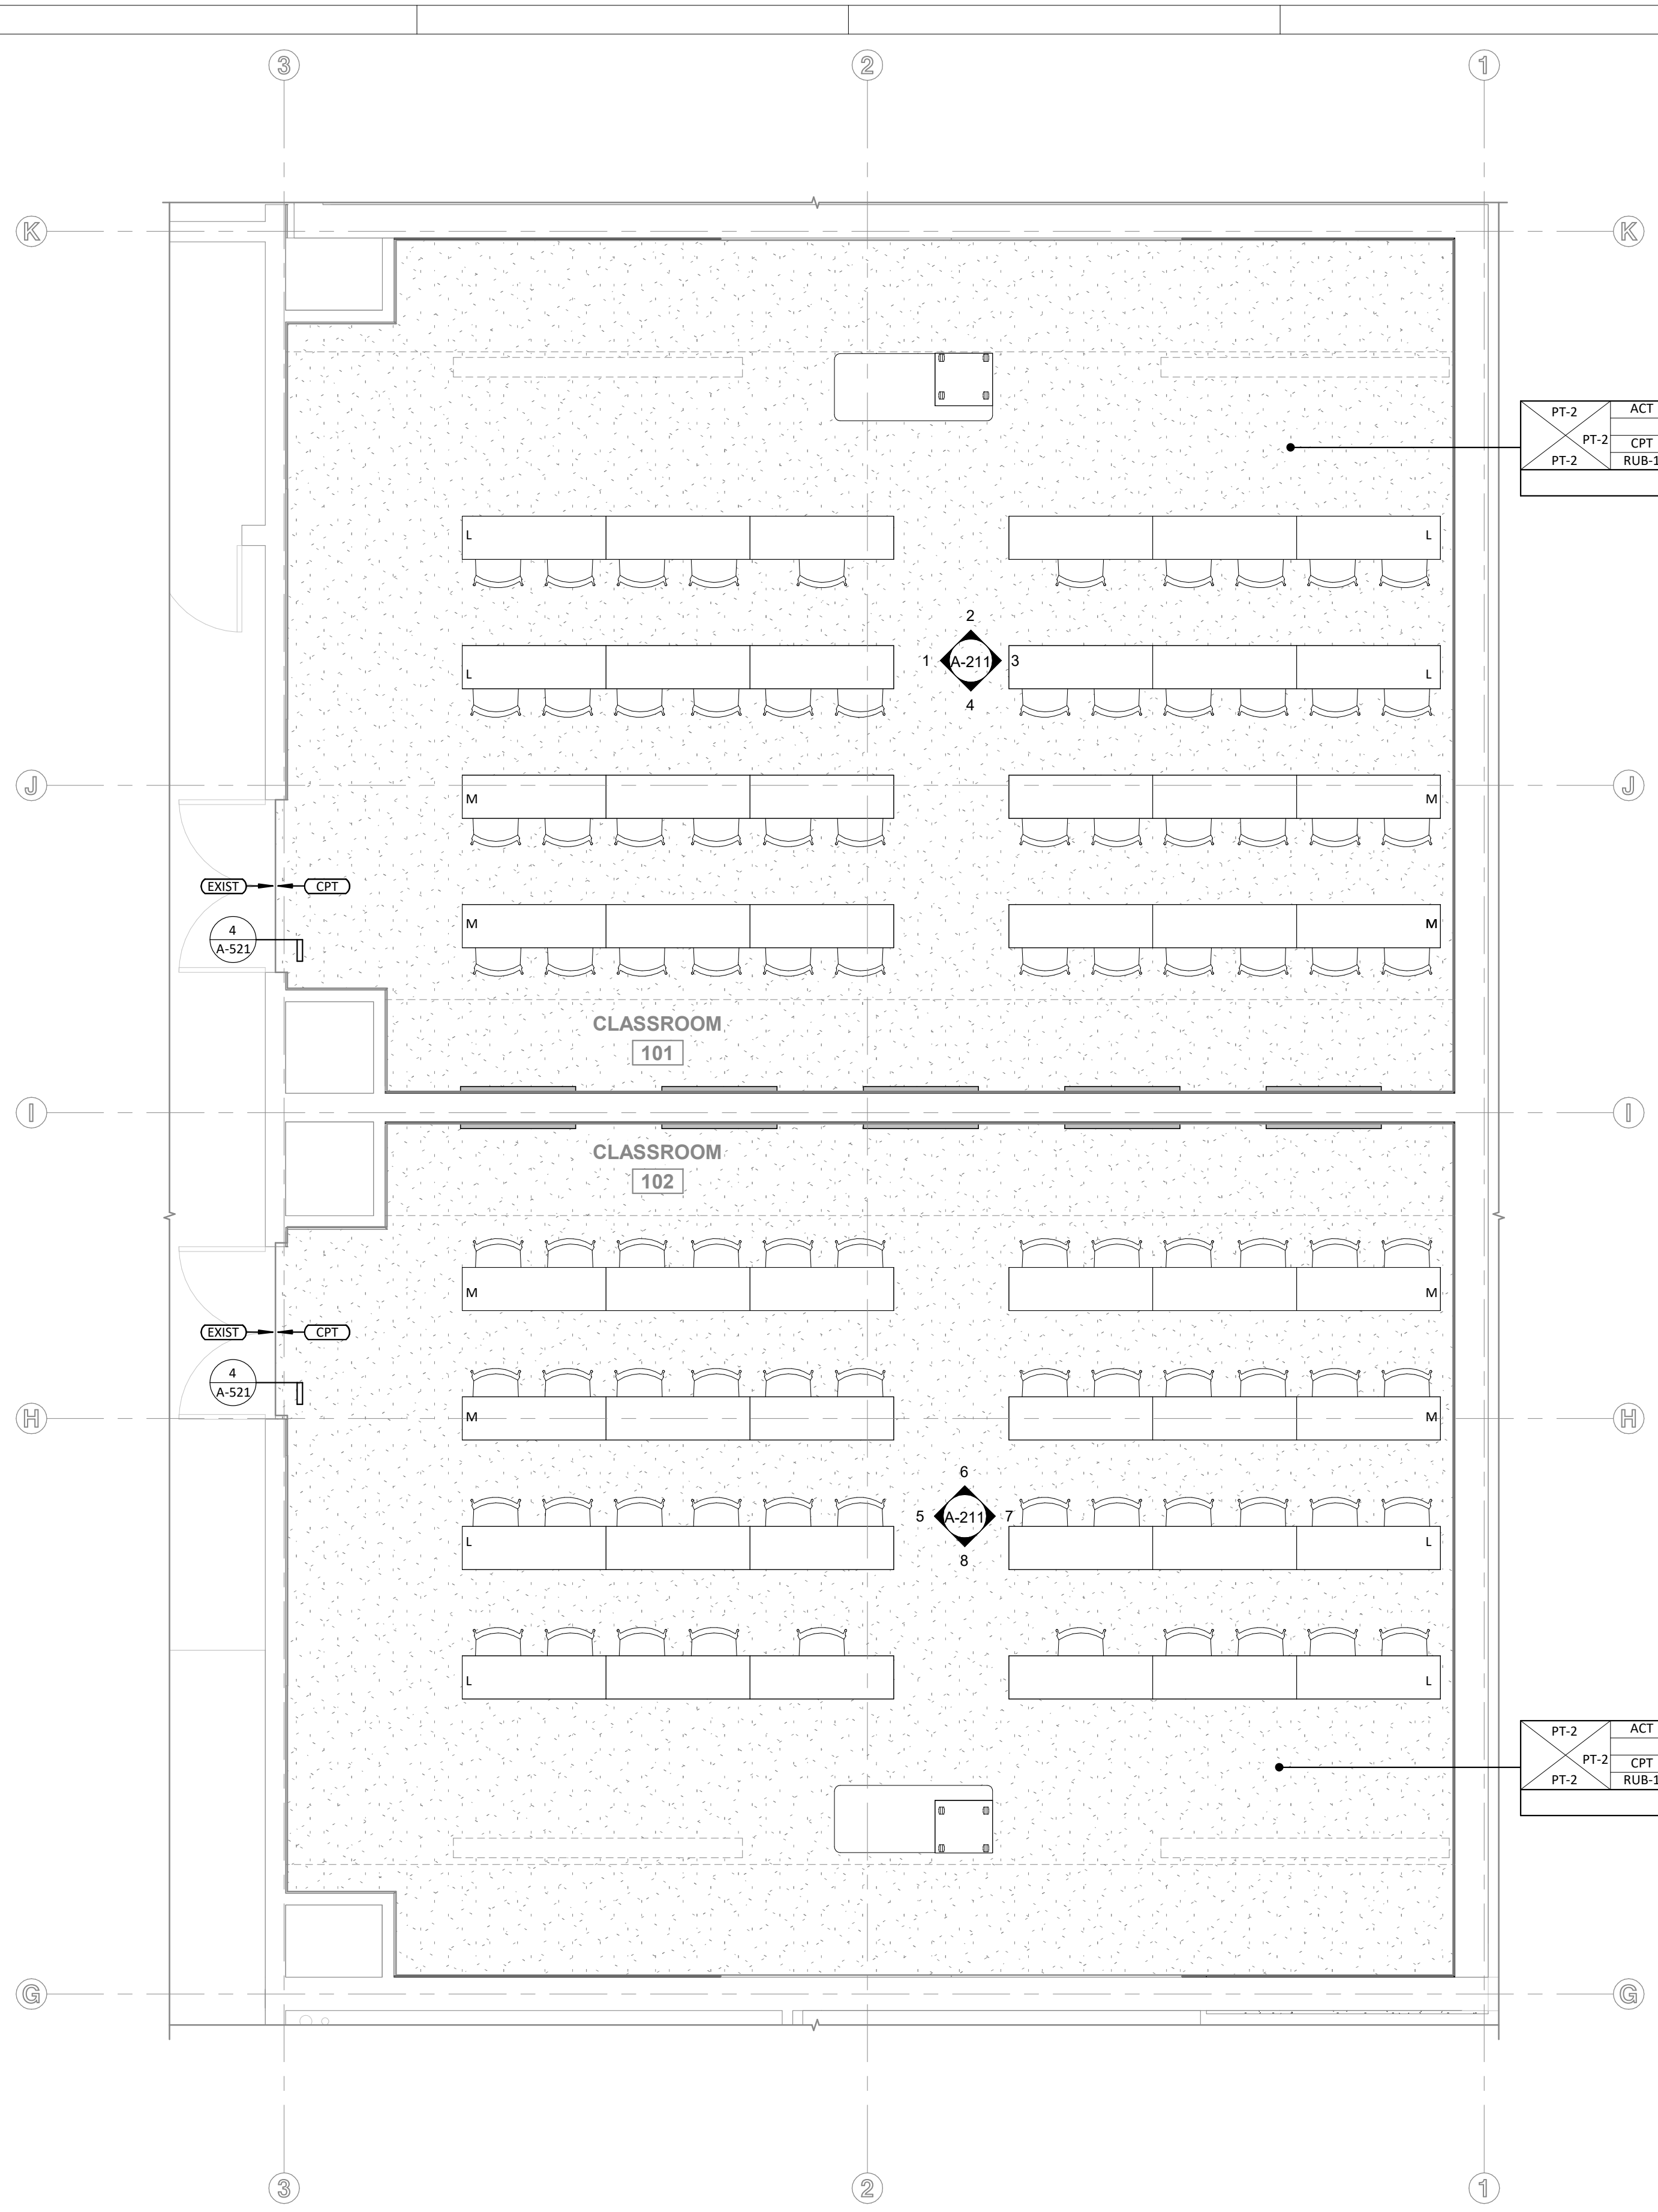 3 2 1
K K
PT-2 ACT
PT-2 CPT
PT-2 RUB-1
L L
2
1 A-211 3
L L
4
J J
M M
EXIST CPT
M M
4
A-521
CLASSROOM
101
I I
CLASSROOM
102
M M
EXIST CPT
4
A-521
H H
M M
6
5 A-211 7
L L
8
L L
PT-2 ACT
PT-2 CPT
PT-2 RUB-1
G G
3 2 1